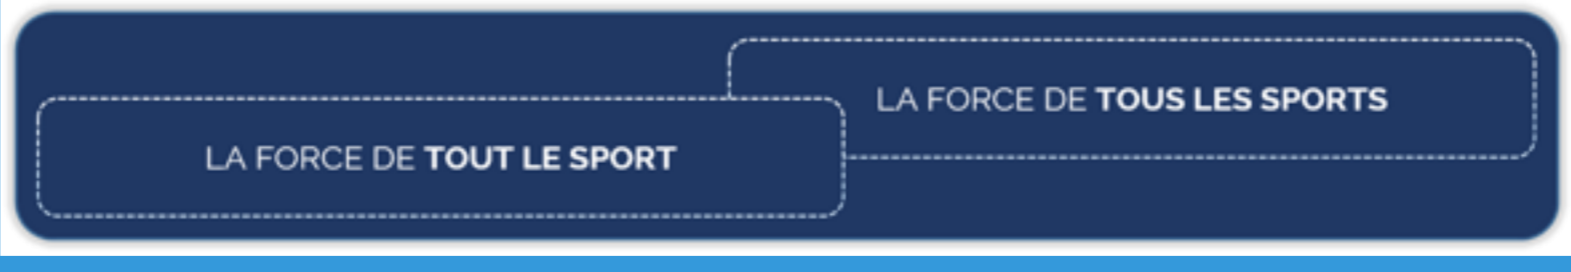 LA FORCE DE TOUS LES SPORTS
LA FORCE DE TOUT LE SPORT